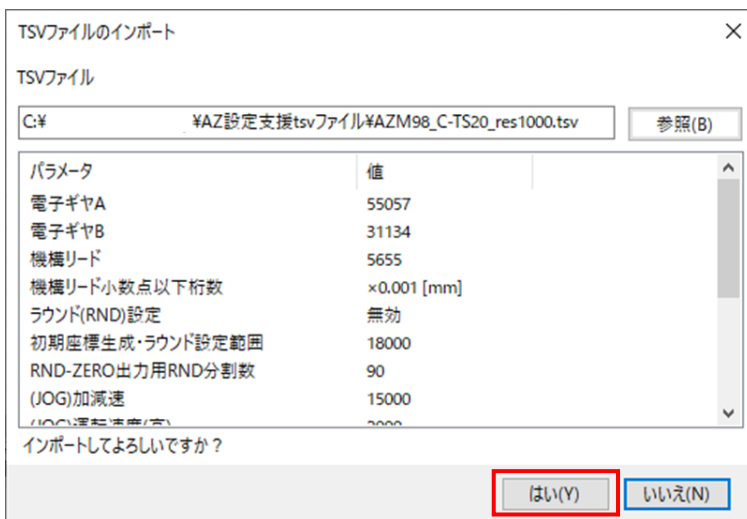 TSVファイルのインポート
TSVファイル
C:¥ ¥AZ設定支援tsvファイル¥AZM98_C-TS20_res1000.tsv 参照(B)
パラメータ 値
電子ギヤA 55057
電子ギヤB 31134
機構リード 5655
機構リード小数点以下桁数 ×0.001 [mm]
ラウンド(RND)設定 無効
初期座標生成・ラウンド設定範囲 18000
RND-ZERO出力用RND分割数 90
(JOG)加減速 15000
(JOG)運転速度(高)
インポートしてよろしいですか？
はい(Y) いいえ(N)